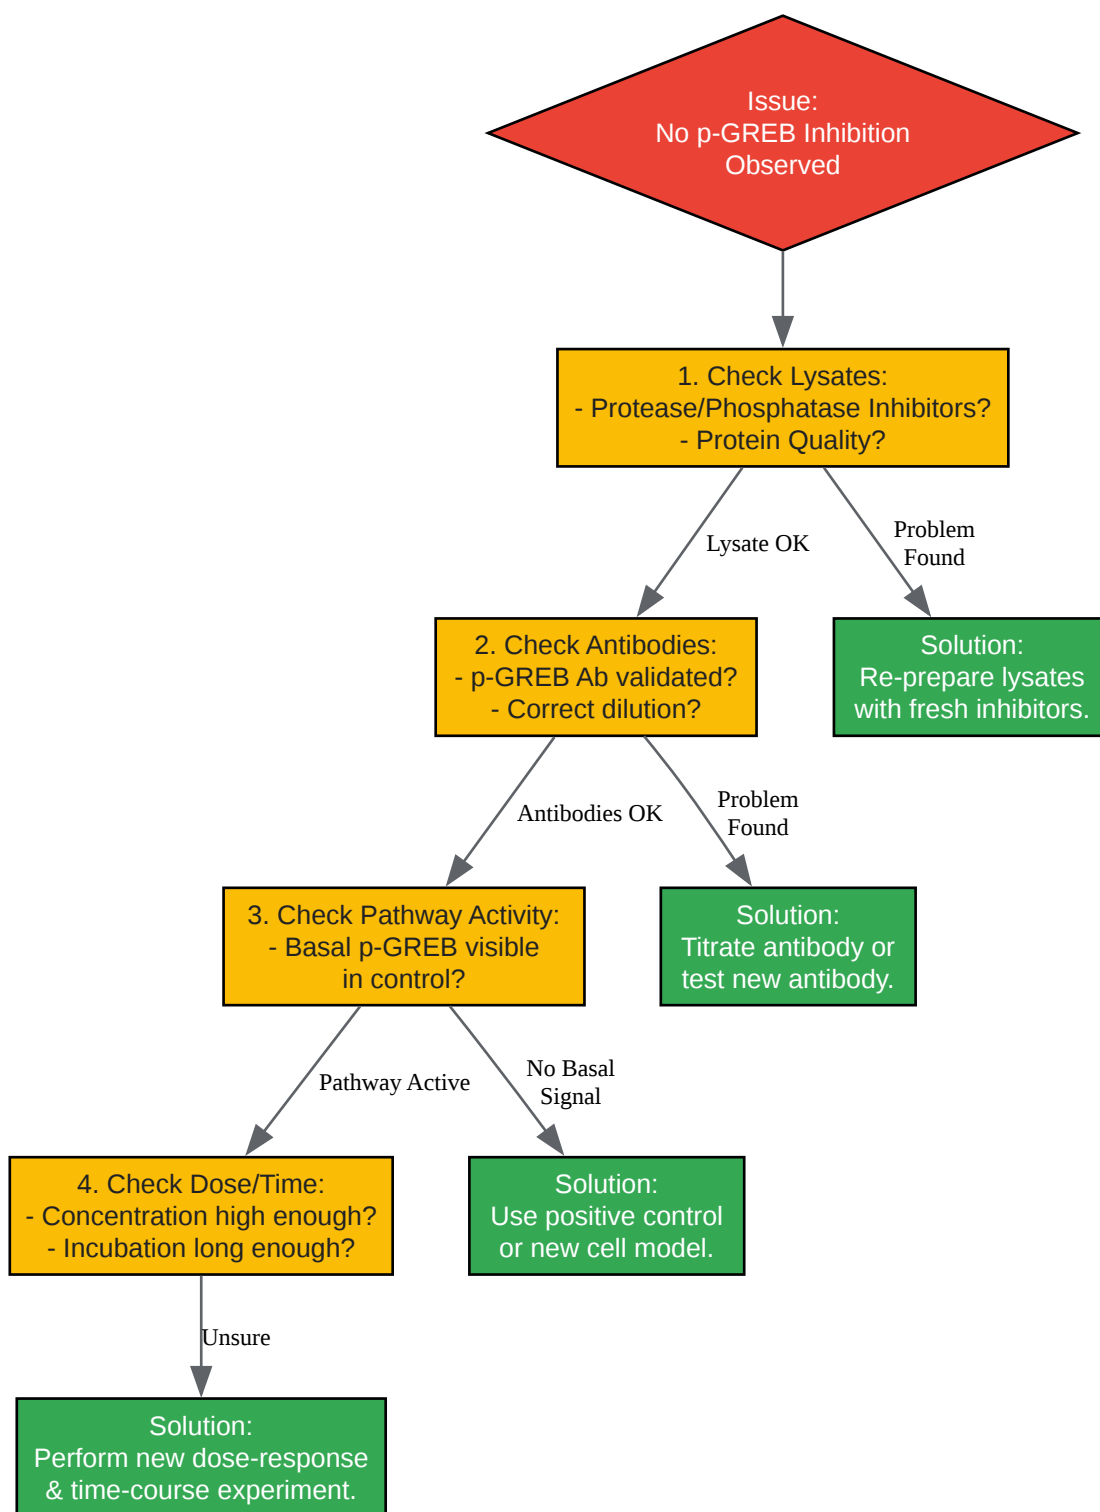 Issue:
No p-GREB Inhibition
Observed
1. Check Lysates:
- Protease/Phosphatase Inhibitors?
- Protein Quality?
Lysate OK
Problem
Found
2. Check Antibodies:
- p-GREB Ab validated?
- Correct dilution?
Solution:
Re-prepare lysates
with fresh inhibitors.
Antibodies OK
Problem
Found
3. Check Pathway Activity:
- Basal p-GREB visible
in control?
Solution:
Titrate antibody or
test new antibody.
Pathway Active
No Basal
Signal
4. Check Dose/Time:
- Concentration high enough?
- Incubation long enough?
Solution:
Use positive control
or new cell model.
Unsure
Solution:
Perform new dose-response
& time-course experiment.